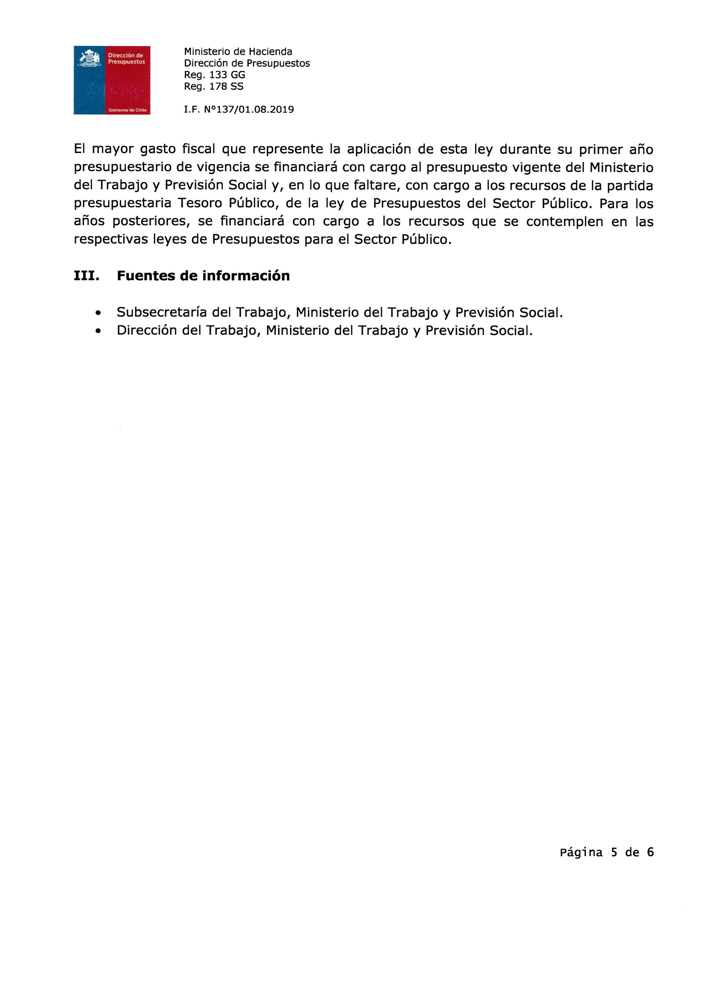 Dirección de
Presupuestos
Gobierno de Chile
Ministerio de Hacienda
Dirección de Presupuestos
Reg. 133 GG
Reg. 178 SS
I.F. N°137/01.08.2019
El mayor gasto fiscal que represente la aplicación de esta ley durante su primer año
presupuestario de vigencia se financiará con cargo al presupuesto vigente del Ministerio
del Trabajo y Previsión Social y, en lo que faltare, con cargo a los recursos de la partida
presupuestaria Tesoro Público, de la ley de Presupuestos del Sector Público. Para los
años posteriores, se financiará con cargo a los recursos que se contemplen en las
respectivas leyes de Presupuestos para el Sector Público.
III. Fuentes de información
• Subsecretaría del Trabajo, Ministerio del Trabajo y Previsión Social.
• Dirección del Trabajo, Ministerio del Trabajo y Previsión Social.
Página 5 de 6